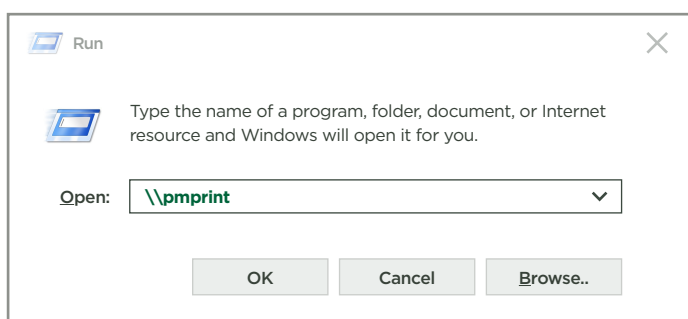 Run
Type the name of a program, folder, document, or Internet
resource and Windows will open it for you.
Open: \\pmprint
OK Cancel Browse..